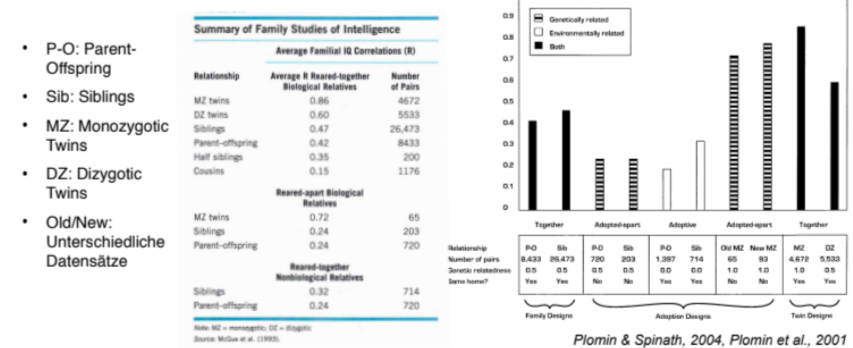 • P-O: Parent-
Offspring
• Sib: Siblings
• MZ: Monozygotic
Twins
• DZ: Dizygotic
Twins
• Old/New:
Unterschiedliche
Datensätze
Summary of Family Studies of Intelligence
Average Familial IQ Correlations (R)
Relationship Average R Reared-together Biological Relatives Number of Pairs
MZ twins 0.86 4672
DZ twins 0.60 5533
Siblings 0.47 26,473
Parent-offspring 0.42 8433
Half siblings 0.35 200
Cousins 0.15 1176
Reared-apart Biological
Relatives
MZ twins 0.72 65
Siblings 0.24 203
Parent-offspring 0.24 720
Reared-together
Nonbiological Relatives
Siblings 0.32 714
Parent-offspring 0.24 720
Note: MZ = monozygotic; DZ = dizygotic
Source: McGue et al. (1993).
0.9
0.8
0.7
0.6
0.5
0.4
0.3
0.2
0.1
0
Genetically related
Environmentally related
Both
Together Adopted-apart Adoptive Adopted-apart Together
Relationship P-O Sib P-O Sib P-O Sib Old MZ New MZ MZ DZ
Number of pairs 8,433 26,473 720 203 1,397 714 65 93 4,672 5,533
Genetic relatedness 0.5 0.5 0.5 0.5 0.0 0.0 1.0 1.0 1.0 0.5
Same home? Yes Yes No No Yes Yes No No Yes Yes
Family Designs Adoption Designs Twin Designs
Plomin & Spinath, 2004, Plomin et al., 2001